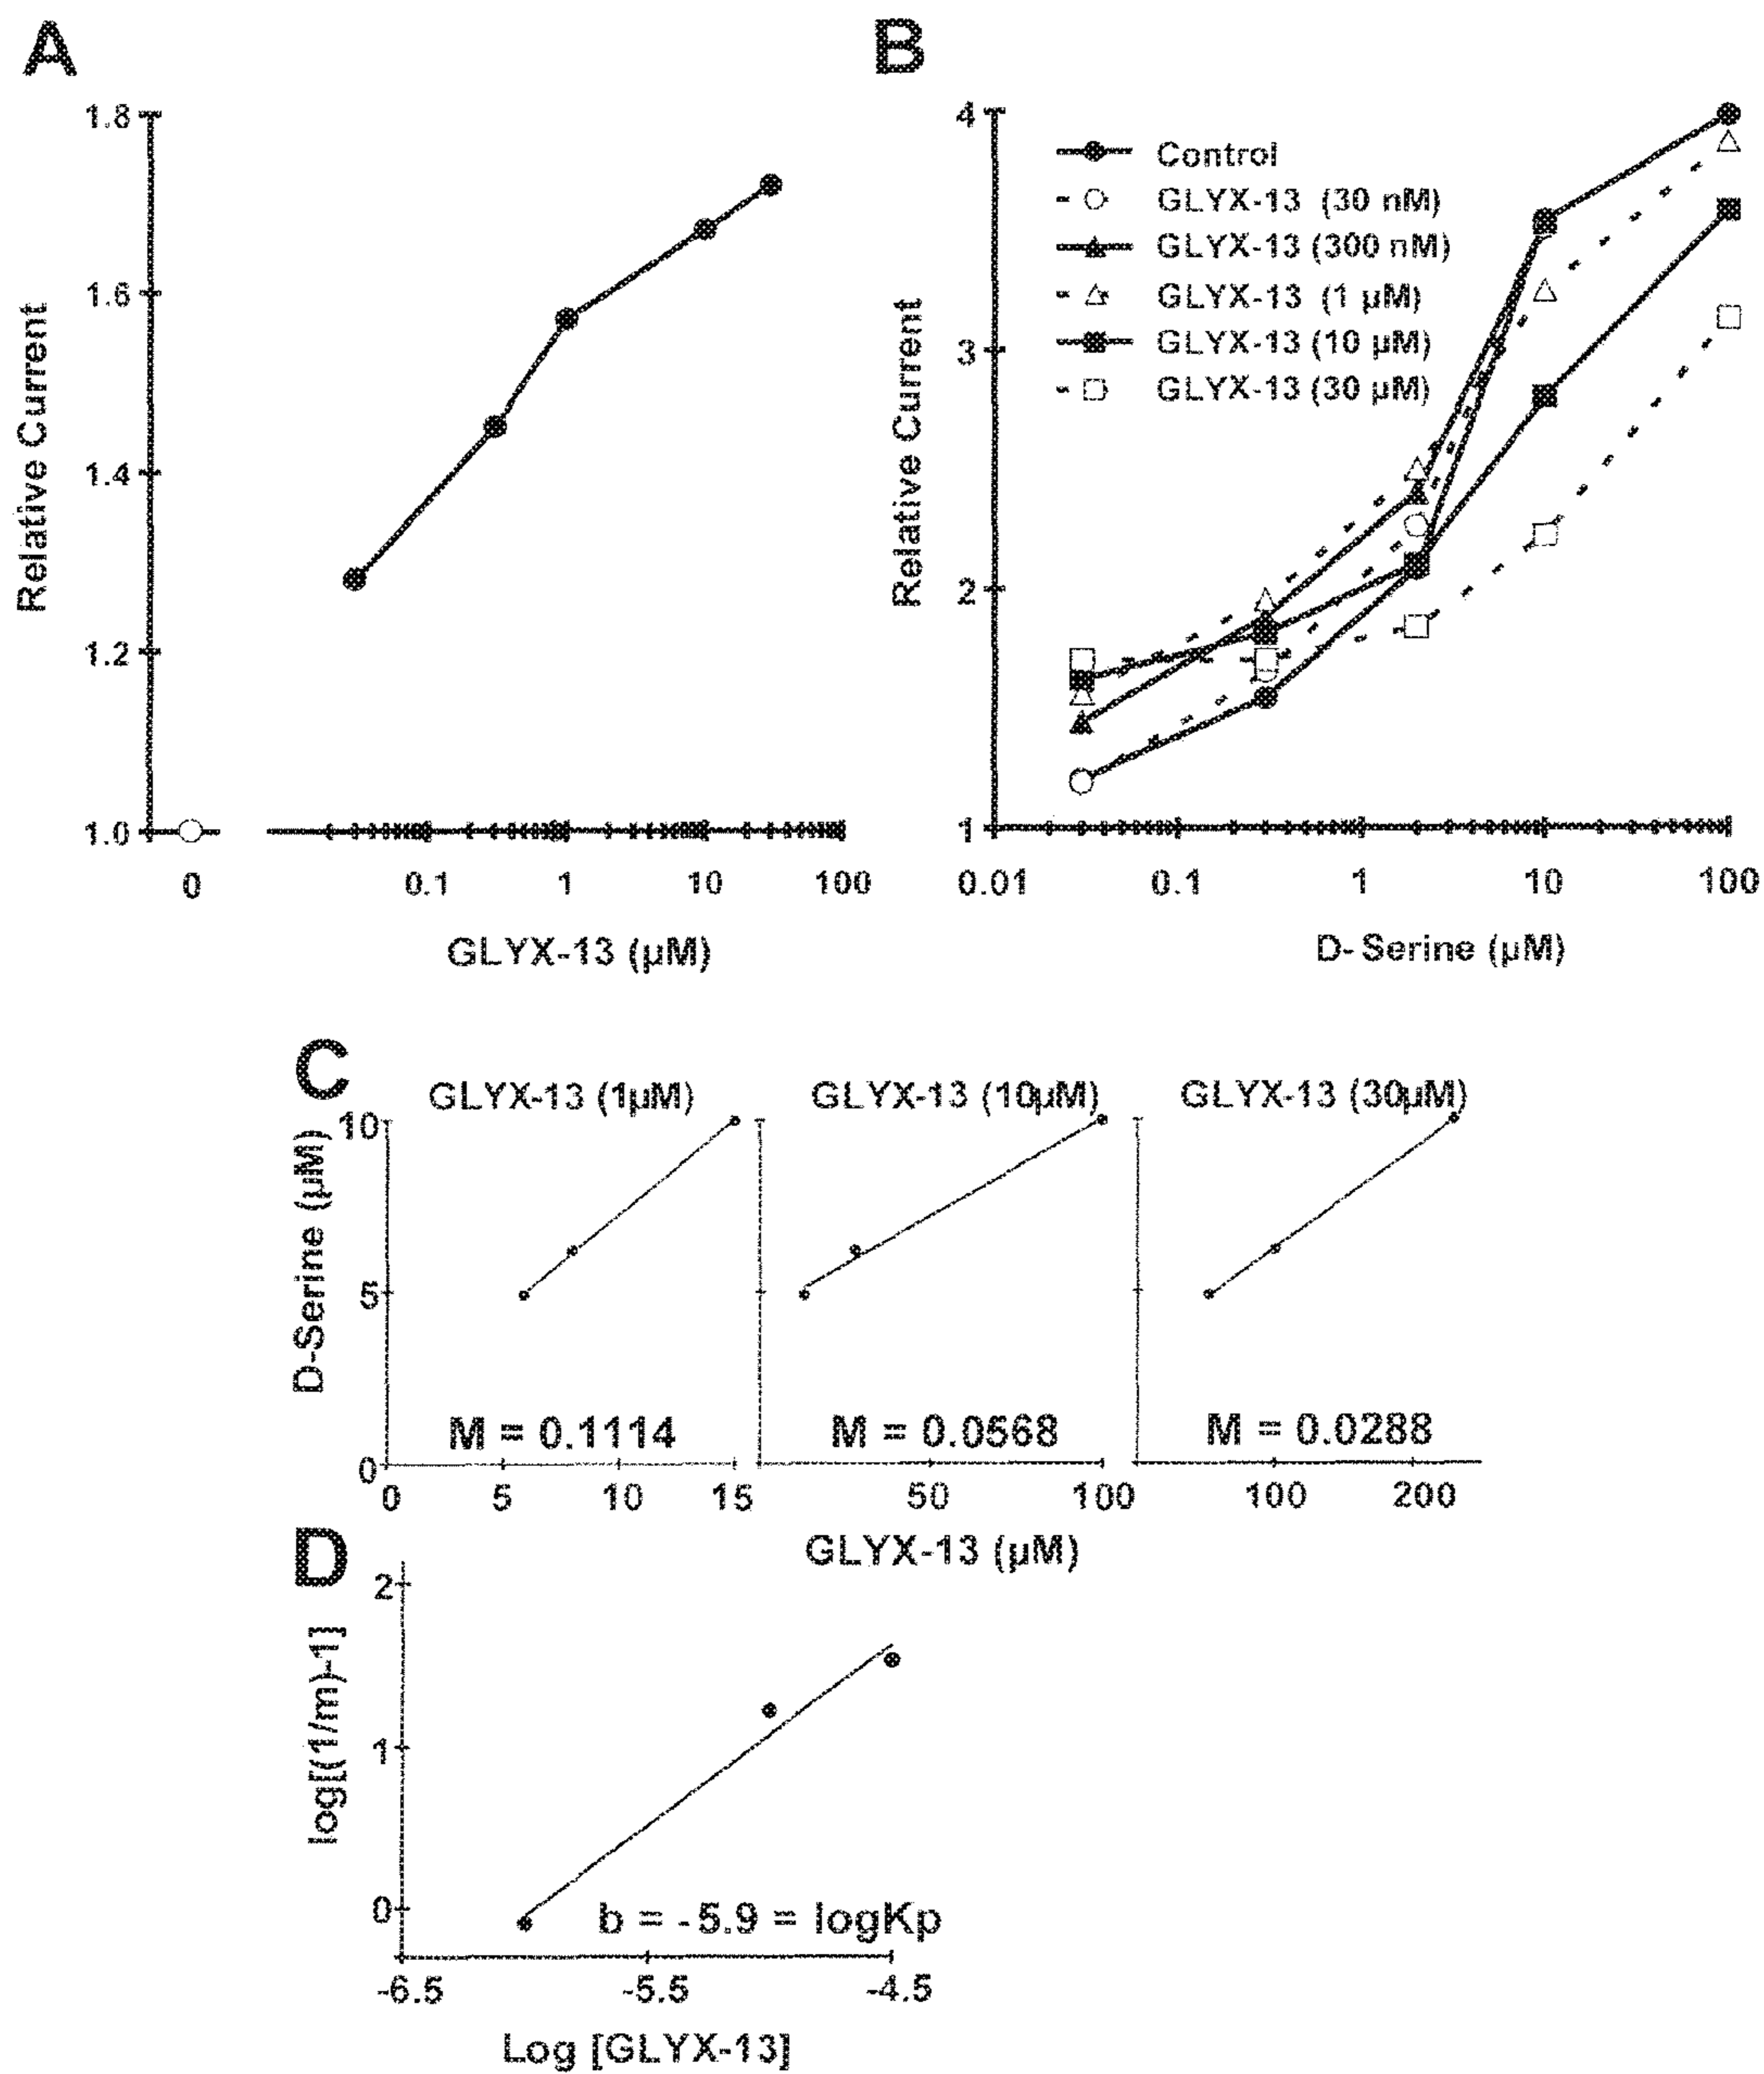 A
B
1.8
1.6
1.4
1.2
1.0
Relative Current
0 0.1 1 10 100
GLYX-13 (µM)
4
3
2
1
Relative Current
Control
GLYX-13 (30 nM)
GLYX-13 (300 nM)
GLYX-13 (1 µM)
GLYX-13 (10 µM)
GLYX-13 (30 µM)
0.01 0.1 1 10 100
D-Serine (µM)
C
GLYX-13 (1µM) GLYX-13 (10µM) GLYX-13 (30µM)
10
5
0
D-Serine (µM)
M = 0.1114 M = 0.0568 M = 0.0288
0 5 10 15 50 100 100 200
GLYX-13 (µM)
D
2
1
0
log[(1/m)-1]
b = -5.9 = logKp
-6.5 -5.5 -4.5
Log [GLYX-13]